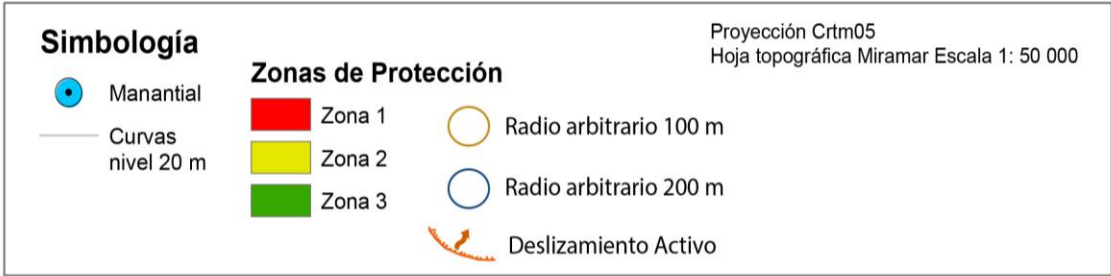 Simbología
Manantial
Curvas
nivel 20 m
Zonas de Protección
Zona 1
Zona 2
Zona 3
Radio arbitrario 100 m
Radio arbitrario 200 m
Deslizamiento Activo
Proyección Crtm05
Hoja topográfica Miramar Escala 1: 50 000